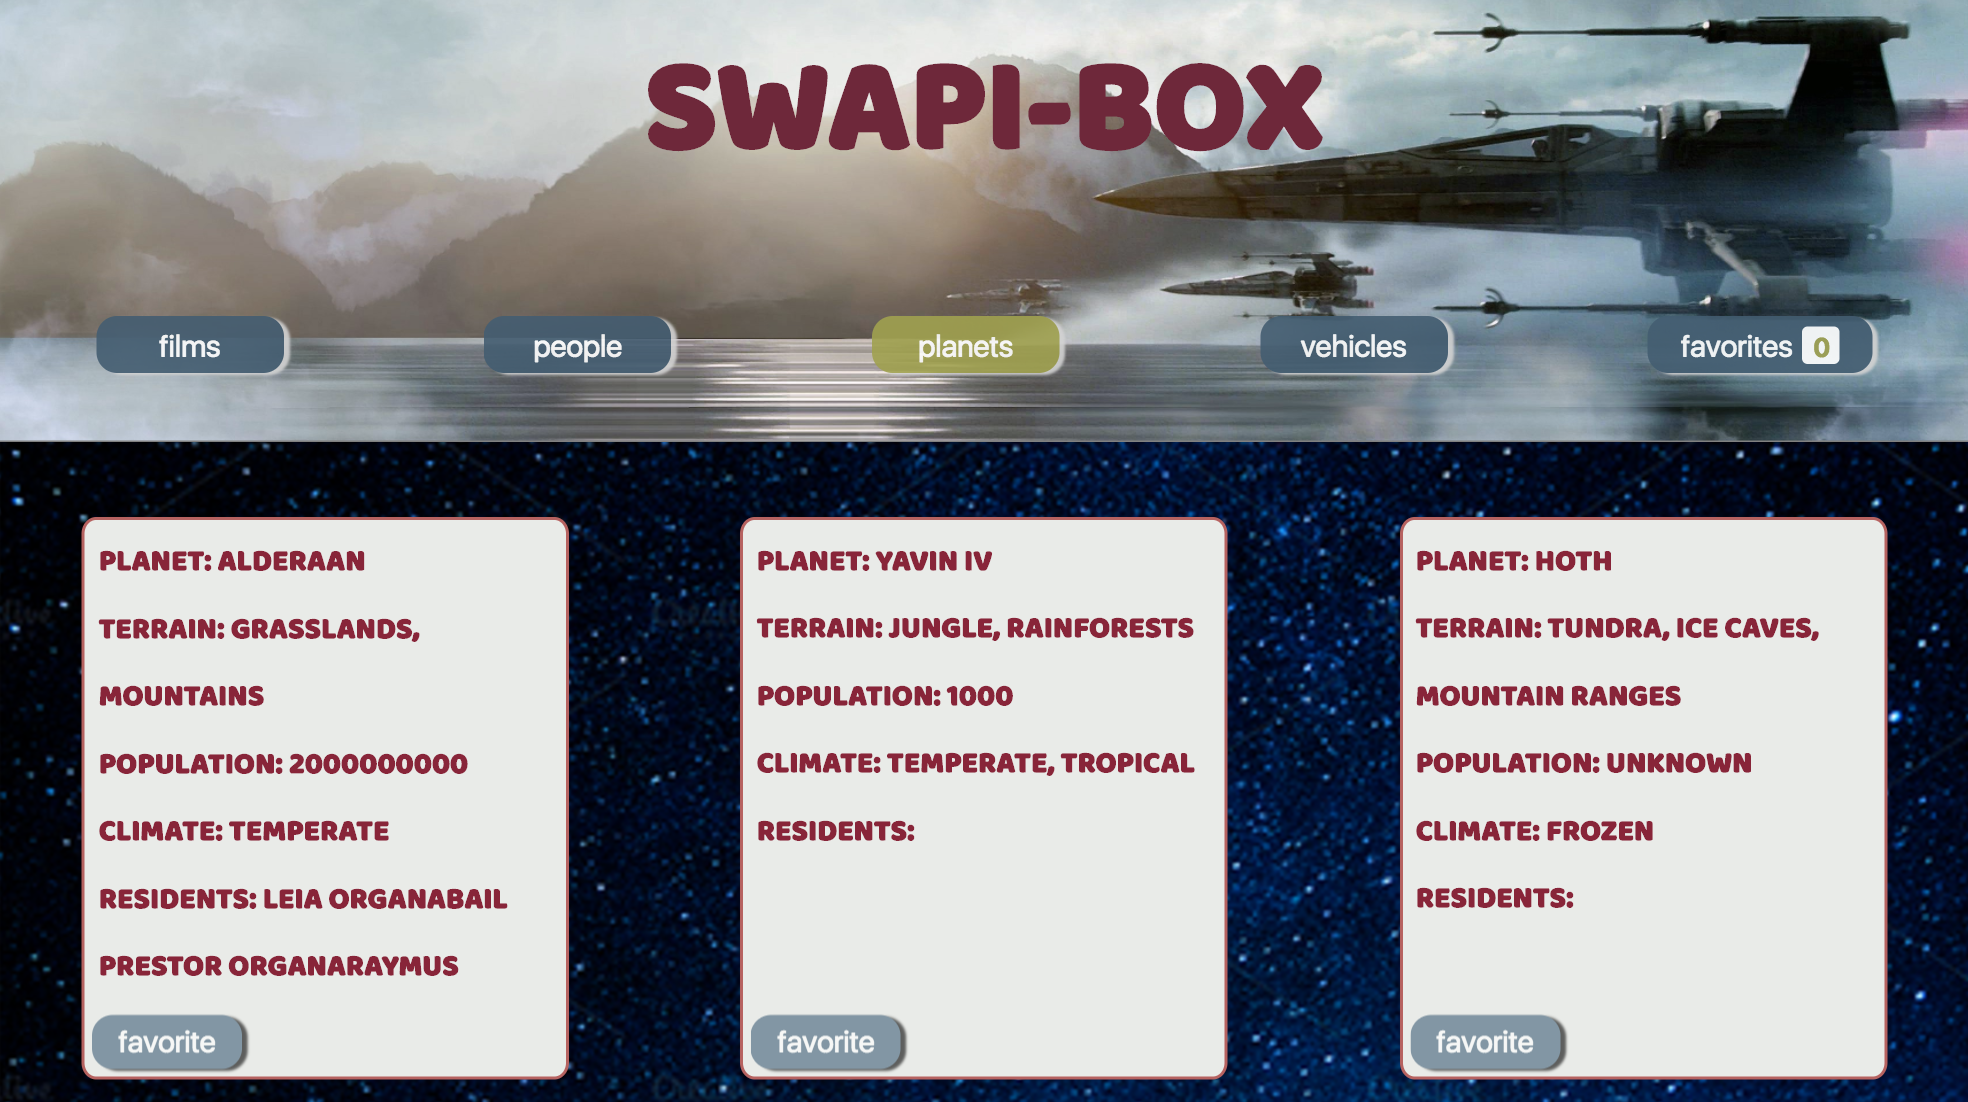 SWAPI-BOX
films
people
planets
vehicles
favorites 0
PLANET: ALDERAAN
TERRAIN: GRASSLANDS,
MOUNTAINS
POPULATION: 2000000000
CLIMATE: TEMPERATE
RESIDENTS: LEIA ORGANABAIL
PRESTOR ORGANARAYMUS
favorite
PLANET: YAVIN IV
TERRAIN: JUNGLE, RAINFORESTS
POPULATION: 1000
CLIMATE: TEMPERATE, TROPICAL
RESIDENTS:
favorite
PLANET: HOTH
TERRAIN: TUNDRA, ICE CAVES,
MOUNTAIN RANGES
POPULATION: UNKNOWN
CLIMATE: FROZEN
RESIDENTS:
favorite